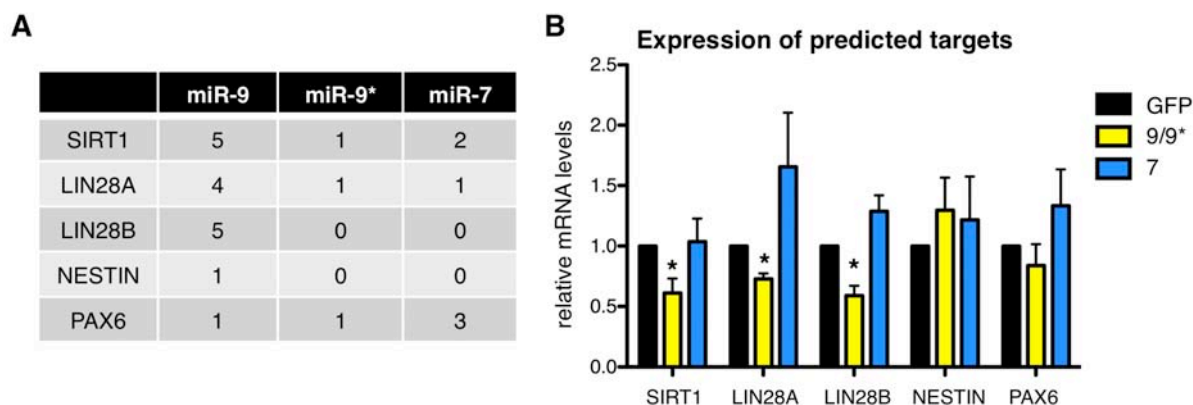 A
miR-9 miR-9* miR-7
SIRT1 5 1 2
LIN28A 4 1 1
LIN28B 5 0 0
NESTIN 1 0 0
PAX6 1 1 3
B
Expression of predicted targets
relative mRNA levels
2.5
2.0
1.5
1.0
0.5
0.0
* * *
SIRT1 LIN28A LIN28B NESTIN PAX6
GFP
9/9*
7